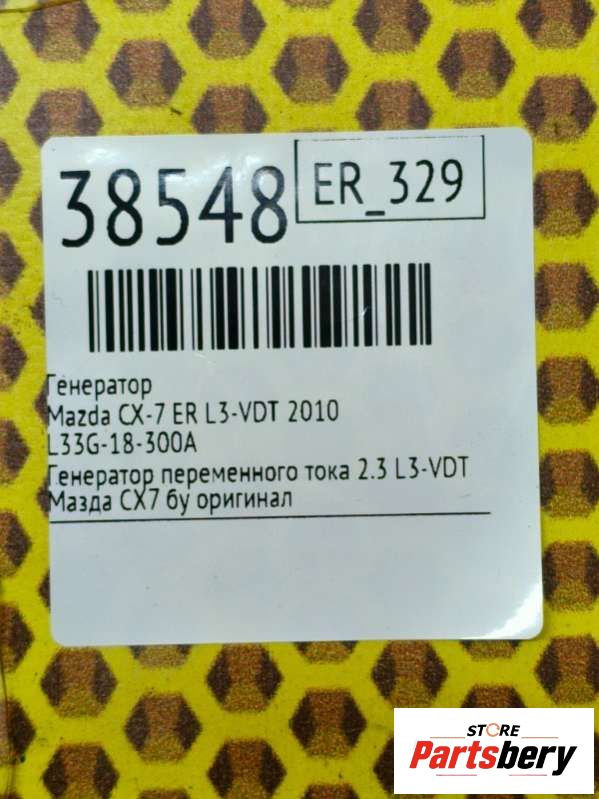 38548
ER_329
Генератор
Mazda CX-7 ER L3-VDT 2010
L33G-18-300A
Генератор переменного тока 2.3 L3-VDT
Мазда CX7 бу оригинал
STORE
Partsbery